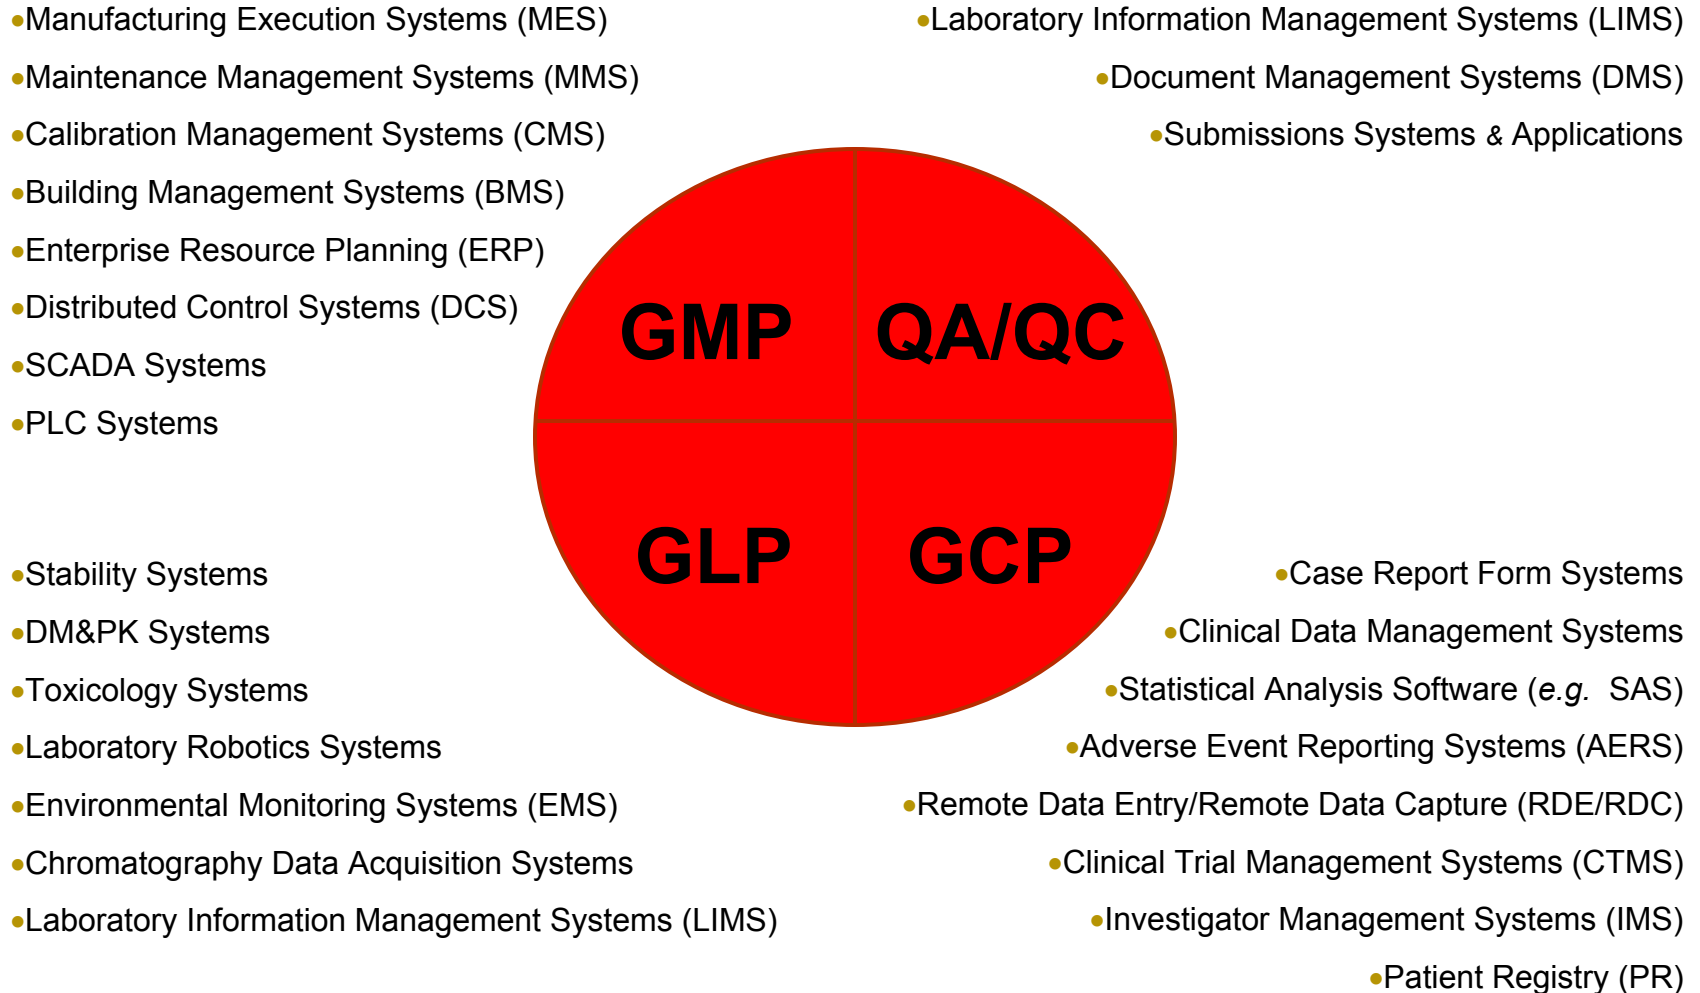 •Manufacturing Execution Systems (MES)
•Maintenance Management Systems (MMS)
•Calibration Management Systems (CMS)
•Building Management Systems (BMS)
•Enterprise Resource Planning (ERP)
•Distributed Control Systems (DCS)
•SCADA Systems
•PLC Systems
•Laboratory Information Management Systems (LIMS)
•Document Management Systems (DMS)
•Submissions Systems & Applications
GMP
QA/QC
GLP
GCP
•Stability Systems
•DM&PK Systems
•Toxicology Systems
•Laboratory Robotics Systems
•Environmental Monitoring Systems (EMS)
•Chromatography Data Acquisition Systems
•Laboratory Information Management Systems (LIMS)
•Case Report Form Systems
•Clinical Data Management Systems
•Statistical Analysis Software (e.g. SAS)
•Adverse Event Reporting Systems (AERS)
•Remote Data Entry/Remote Data Capture (RDE/RDC)
•Clinical Trial Management Systems (CTMS)
•Investigator Management Systems (IMS)
•Patient Registry (PR)